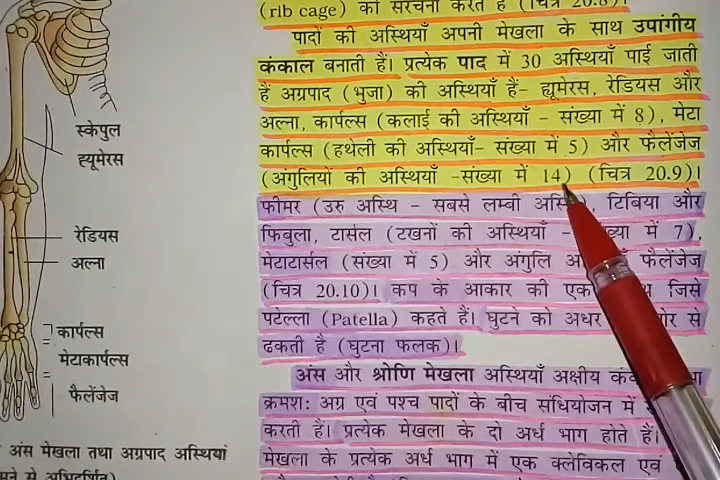 (rib cage) की संरचना करते हैं (चित्र 20.8)
पादों की अस्थियाँ अपनी मेखला के साथ उपांगीय
कंकाल बनाती हैं। प्रत्येक पाद में 30 अस्थियाँ पाई जाती
हैं अग्रपाद (भुजा) की अस्थियाँ हैं- ह्यूमेरस, रेडियस और
अल्ना, कार्पल्स (कलाई की अस्थियाँ - संख्या में 8), मेटा
कार्पल्स (हथेली की अस्थियाँ- संख्या में 5) और फैलेंजेज
(अंगुलियों की अस्थियाँ -संख्या में 14) (चित्र 20.9)।
फीमर (उरु अस्थि - सबसे लम्बी टिबिया और
फिबुला, टार्सल (टखनों की अस्थियाँ - में 7),
मेटाटार्सल (संख्या में 5) और अंगुलि फैलेंजेज
(चित्र 20.10)। कप के आकार की एक जिसे
पटेल्ला (Patella) कहते हैं। घुटने को अधर से
ढकती है (घुटना फलक)।
अंस और श्रोणि मेखला अस्थियाँ अक्षीय
क्रमश: अग्र एवं पश्च पादों के बीच संधियोजन में
करती हैं। प्रत्येक मेखला के दो अर्ध भाग होते हैं।
मेखला के प्रत्येक अर्ध भाग में एक क्लेविकल एवं
स्केपुल
ह्यूमेरस
रेडियस
अल्ना
कार्पल्स
मेटाकार्पल्स
फैलेंजेज
अंस मेखला तथा अग्रपाद अस्थियां